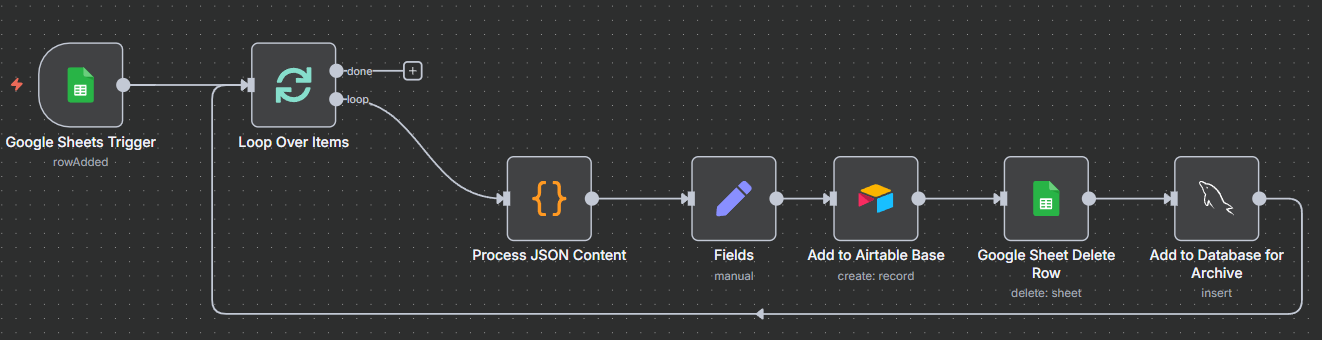 done
loop
Google Sheets Trigger
rowAdded
Loop Over Items
{}
Process JSON Content
Fields
manual
Add to Airtable Base
create: record
Google Sheet Delete
Row
delete: sheet
Add to Database for
Archive
insert